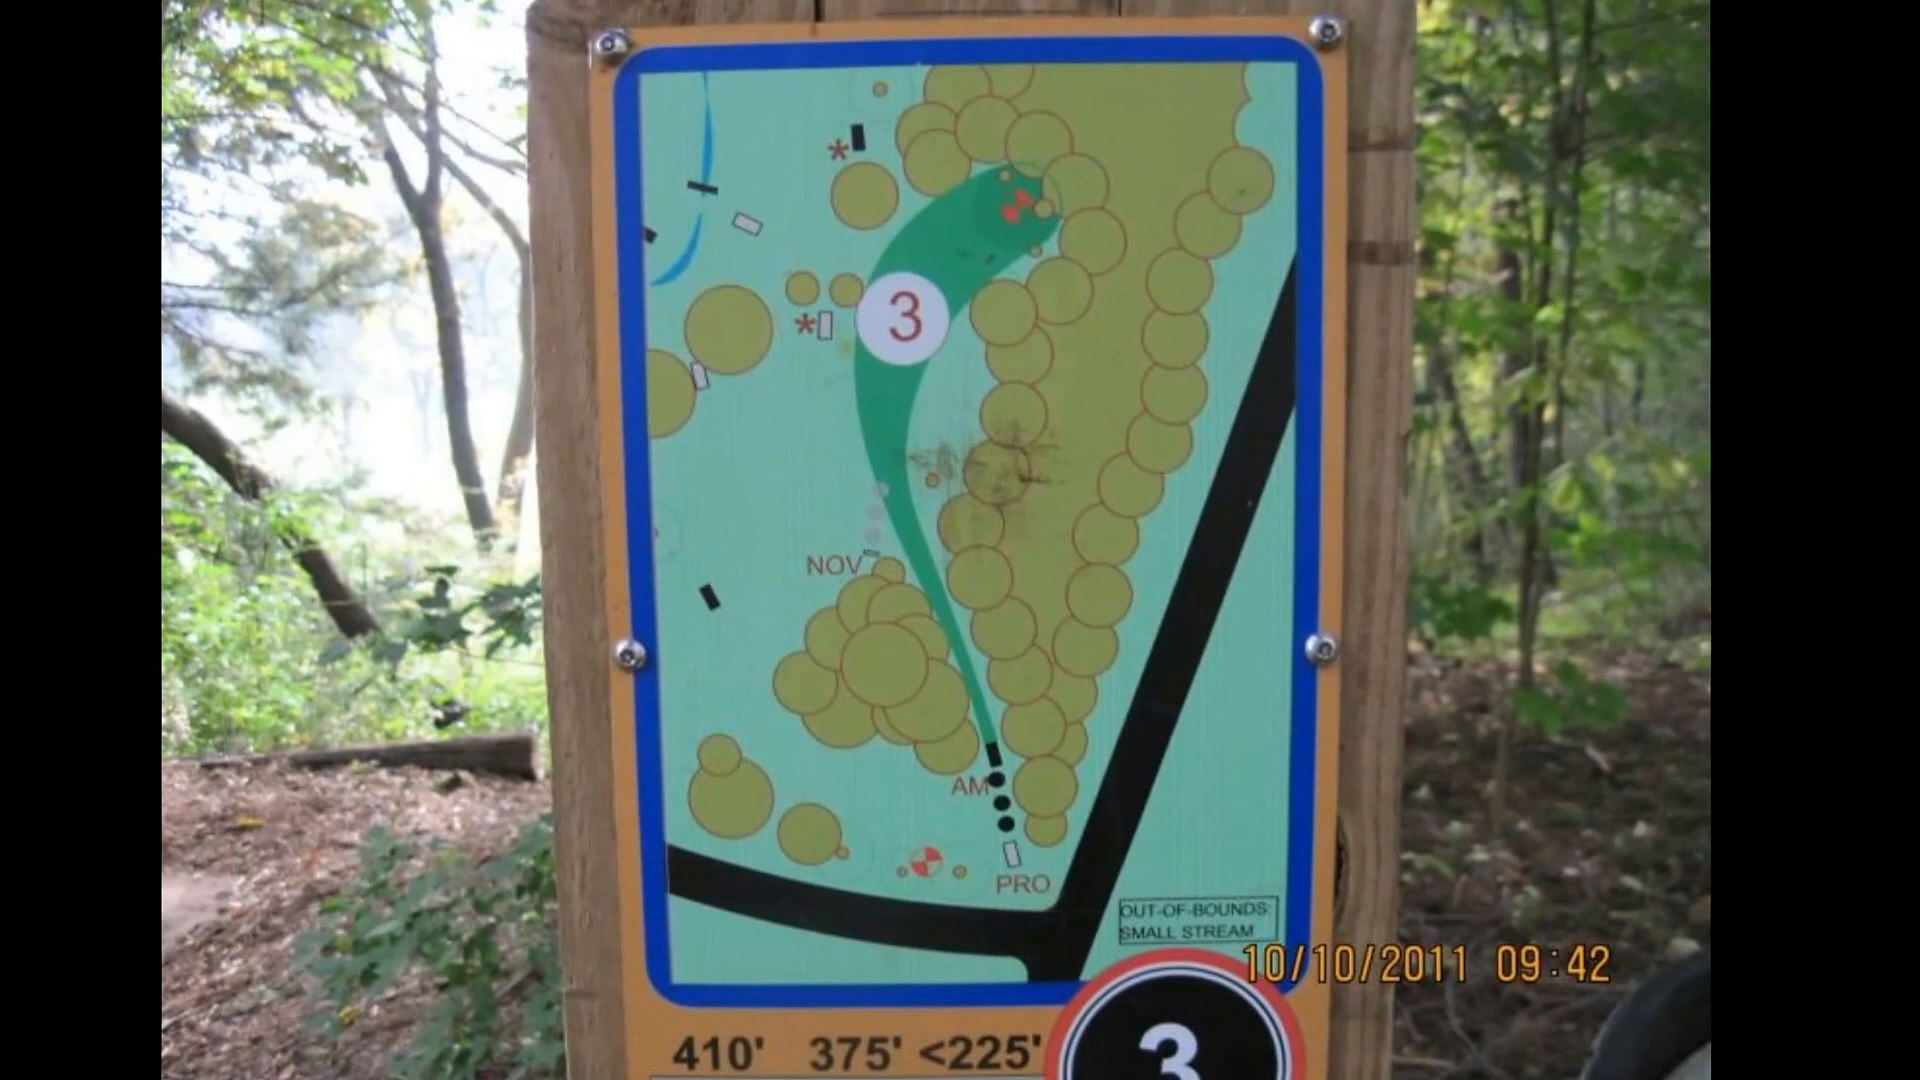 *
*
3
NOV
AM
PRO
OUT-OF-BOUNDS:
SMALL STREAM
10/10/2011 09:42
410' 375' <225'
3